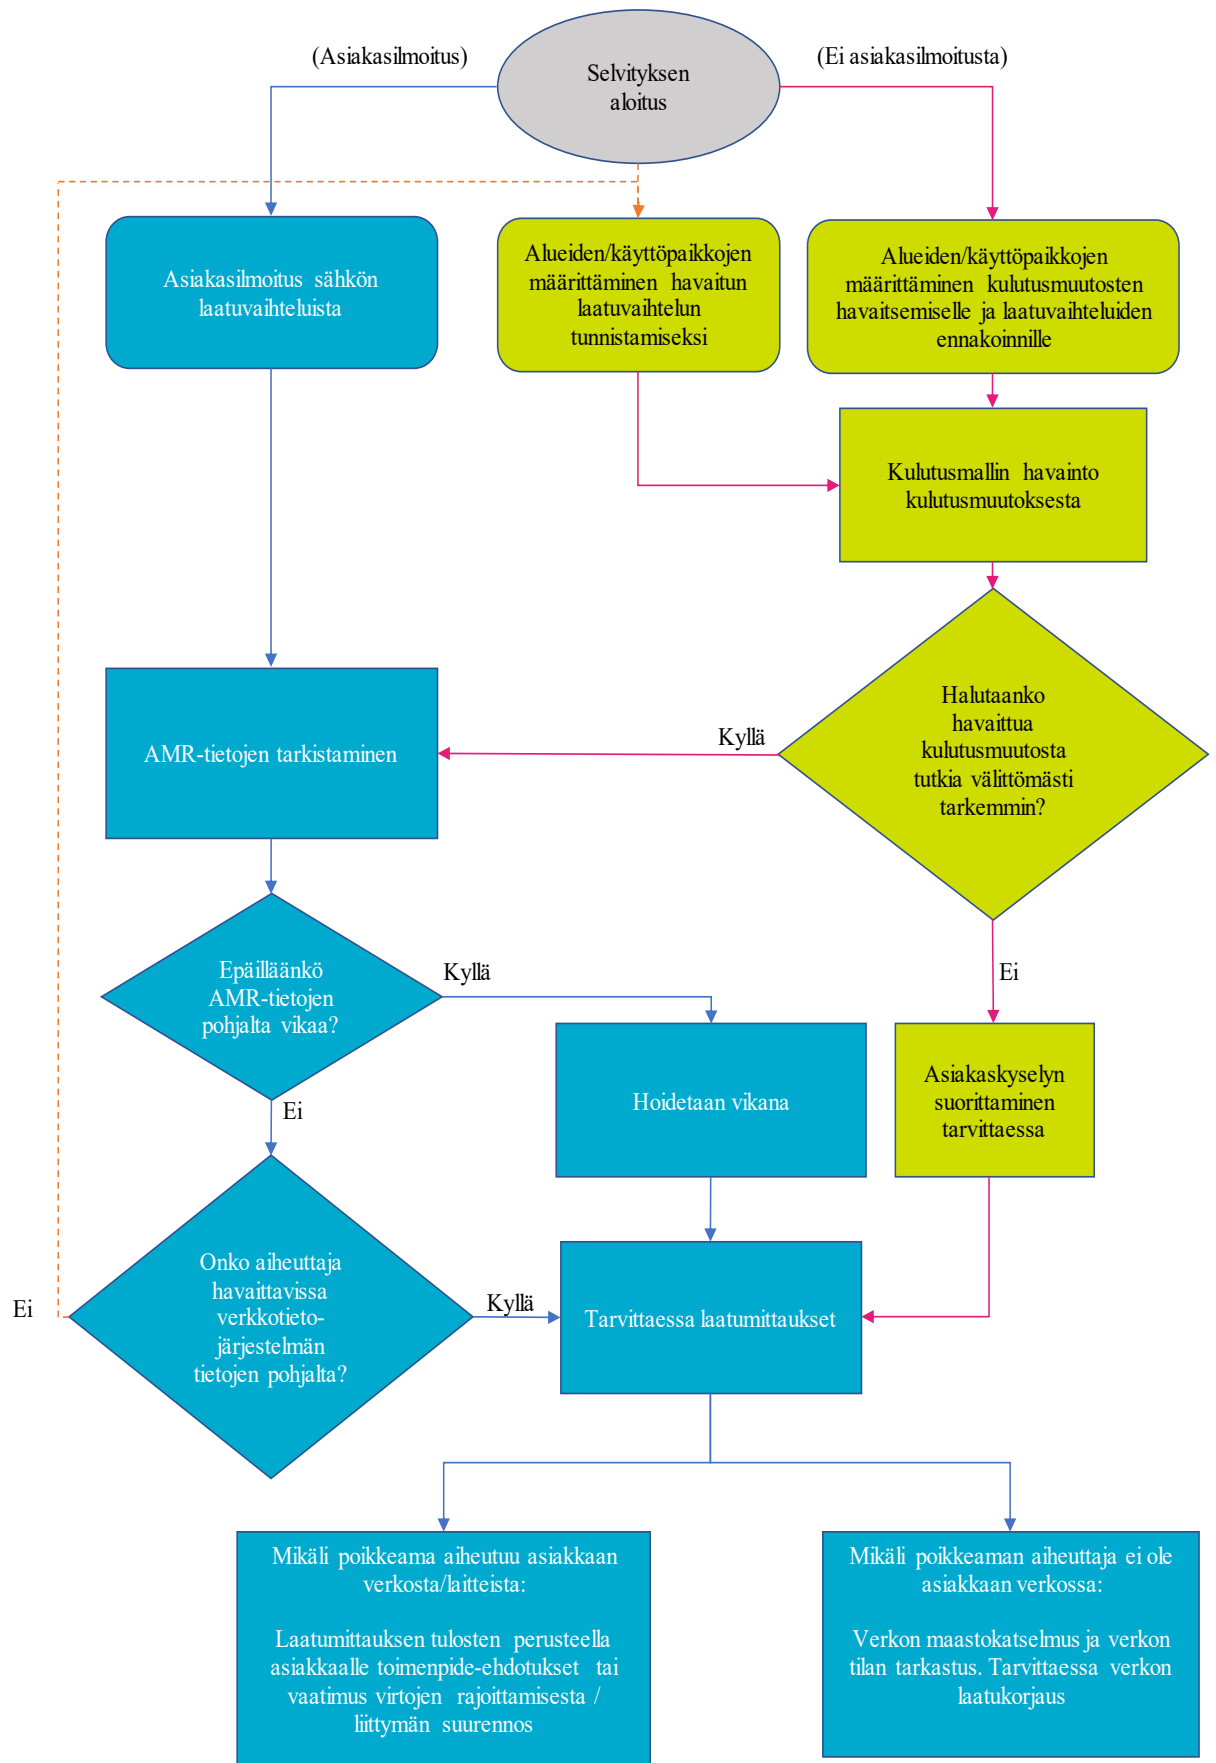 (Asiakasilmoitus)
Selvityksen
aloitus
(Ei asiakasilmoitusta)
Asiakasilmoitus sähkön
laatuvaihteluista
Alueiden/käyttöpaikkojen
määrittäminen havaitun
laatuvaihtelun
tunnistamiseksi
Alueiden/käyttöpaikkojen
määrittäminen kulutusmuutosten
havaitsemiselle ja laatuvaihteluiden
ennakoinnille
Kulutusmallin havainto
kulutusmuutoksesta
Halutaanko
havaittua
kulutusmuutosta
tutkia välittömästi
tarkemmin?
Kyllä
AMR-tietojen tarkistaminen
Epäilläänkö
AMR-tietojen
pohjalta vikaa?
Kyllä
Ei
Ei
Hoidetaan vikana
Asiakaskyselyn
suorittaminen
tarvittaessa
Onko aiheuttaja
havaittavissa
verkkotieto-
järjestelmän
tietojen pohjalta?
Ei
Kyllä
Tarvittaessa laatumittaukset
Mikäli poikkeama aiheutuu asiakkaan
verkosta/laitteista:
Laatumittauksen tulosten perusteella
asiakkaalle toimenpide-ehdotukset tai
vaatimus virtojen rajoittamisesta /
liittymän suurennos
Mikäli poikkeaman aiheuttaja ei ole
asiakkaan verkossa:
Verkon maastokatselmus ja verkon
tilan tarkastus. Tarvittaessa verkon
laatukorjaus